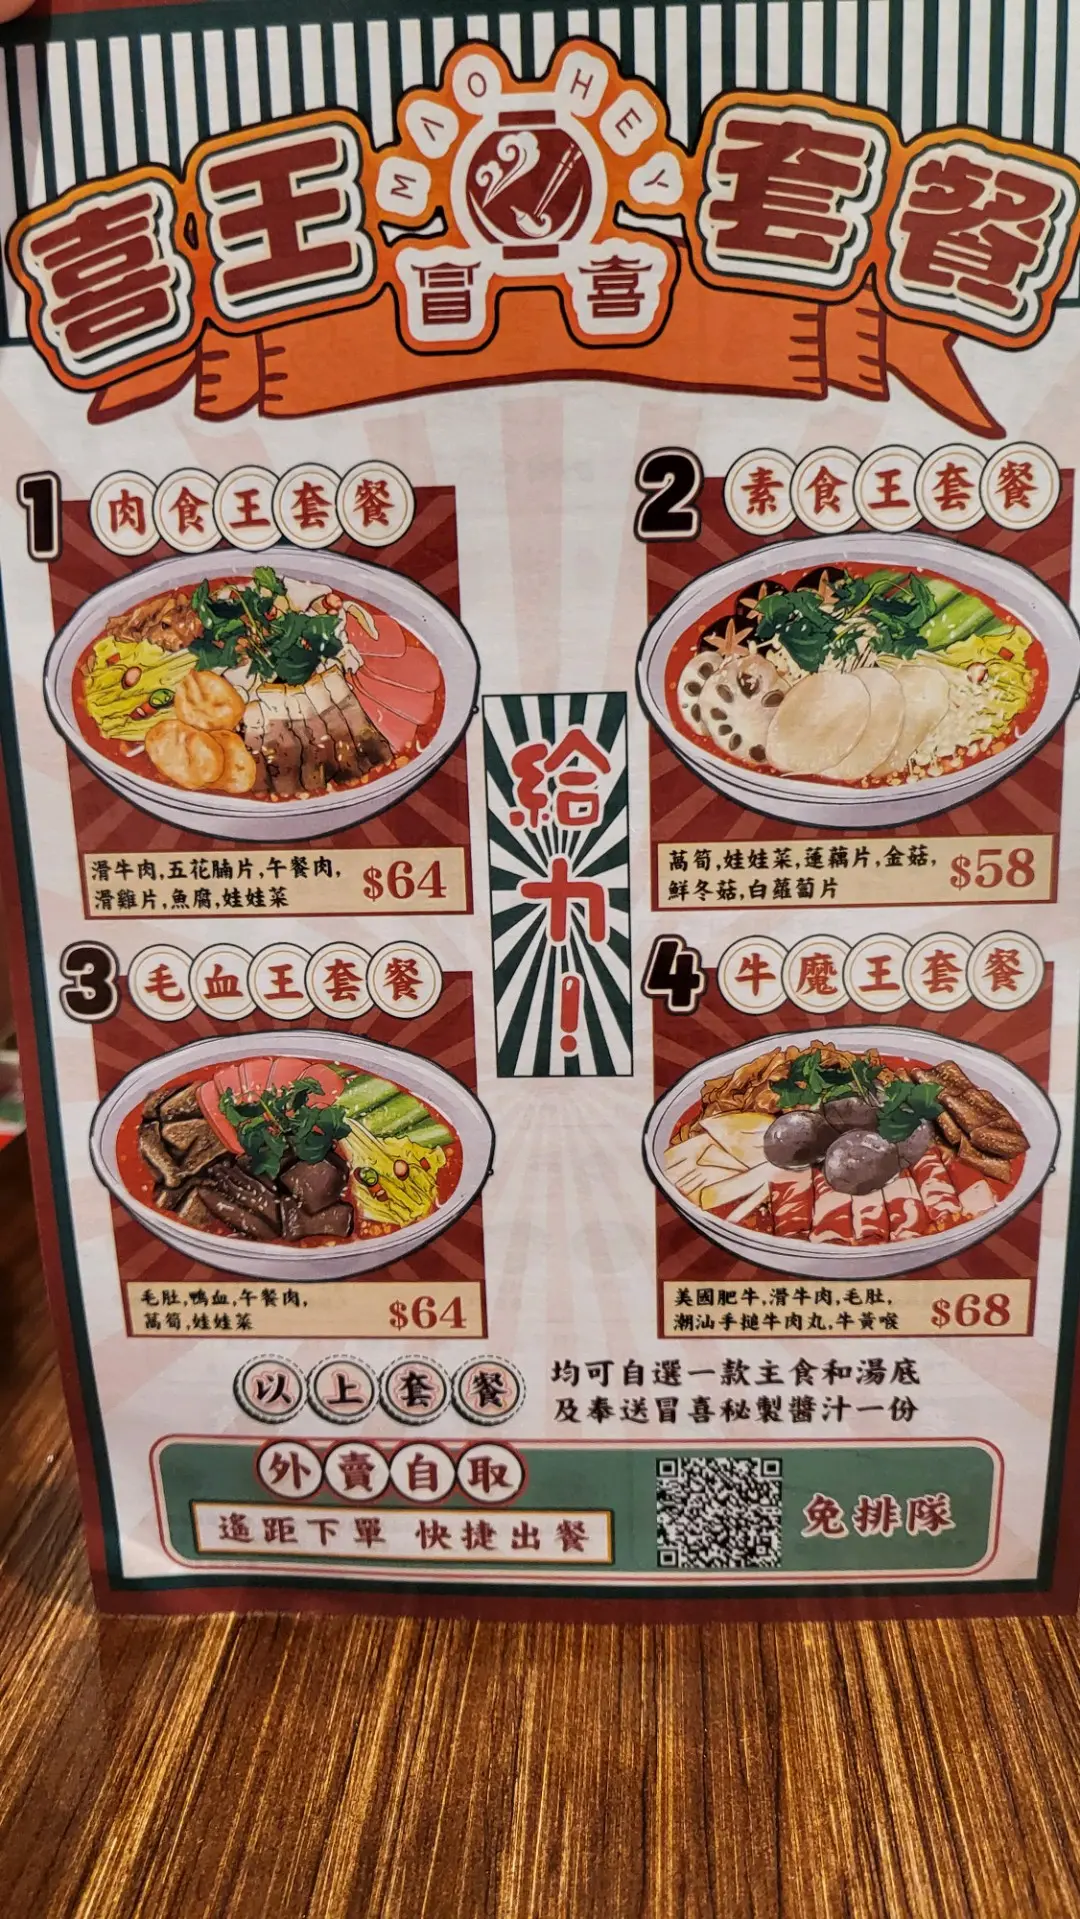 MAO HEY
喜王套餐
冒喜
1 肉食王套餐
滑牛肉,五花腩片,午餐肉,
滑雞片,魚腐,娃娃菜
$64
2 素食王套餐
萵筍,娃娃菜,蓮藕片,金菇,
鮮冬菇,白蘿蔔片
$58
給力!
3 毛血王套餐
毛肚,鴨血,午餐肉,
萵筍,娃娃菜
$64
4 牛魔王套餐
美國肥牛,滑牛肉,毛肚,
潮汕手搥牛肉丸,牛黃喉
$68
以上套餐
均可自選一款主食和湯底
及奉送冒喜秘製醬汁一份
外賣自取
遙距下單 快捷出餐
免排隊